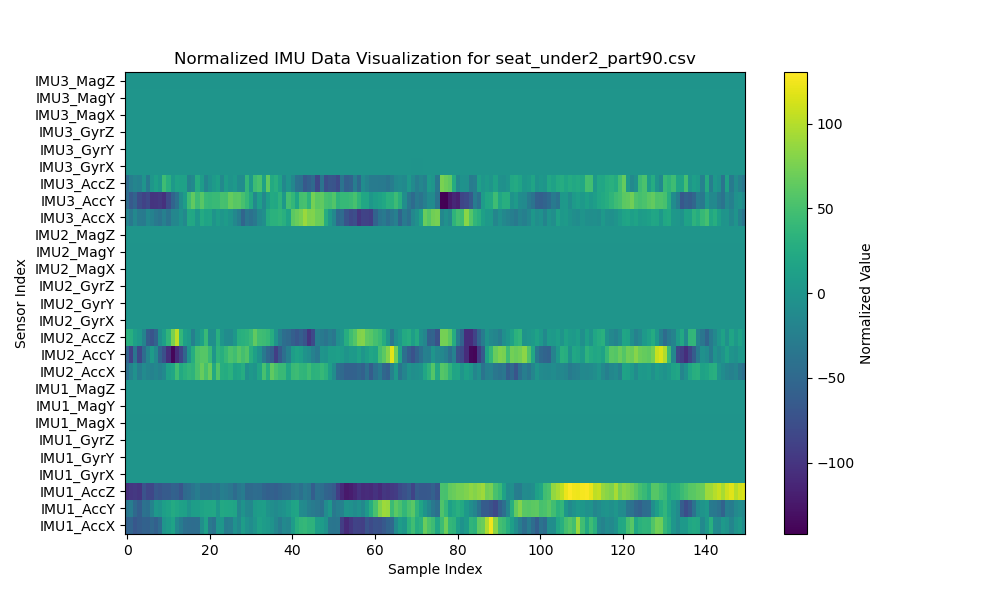 Normalized IMU Data Visualization for seat_under2_part90.csv
Sensor Index
IMU3_MagZ
IMU3_MagY
IMU3_MagX
IMU3_GyrZ
IMU3_GyrY
IMU3_GyrX
IMU3_AccZ
IMU3_AccY
IMU3_AccX
IMU2_MagZ
IMU2_MagY
IMU2_MagX
IMU2_GyrZ
IMU2_GyrY
IMU2_GyrX
IMU2_AccZ
IMU2_AccY
IMU2_AccX
IMU1_MagZ
IMU1_MagY
IMU1_MagX
IMU1_GyrZ
IMU1_GyrY
IMU1_GyrX
IMU1_AccZ
IMU1_AccY
IMU1_AccX
0 20 40 60 80 100 120 140
Sample Index
100
50
0
−50
−100
Normalized Value